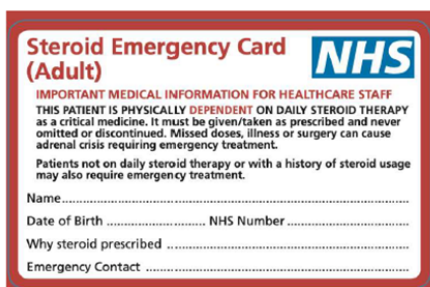 Steroid Emergency Card
(Adult)
NHS
IMPORTANT MEDICAL INFORMATION FOR HEALTHCARE STAFF
THIS PATIENT IS PHYSICALLY DEPENDENT ON DAILY STEROID THERAPY
as a critical medicine. It must be given/taken as prescribed and never
omitted or discontinued. Missed doses, illness or surgery can cause
adrenal crisis requiring emergency treatment.
Patients not on daily steroid therapy or with a history of steroid usage
may also require emergency treatment.
Name
Date of Birth NHS Number
Why steroid prescribed
Emergency Contact